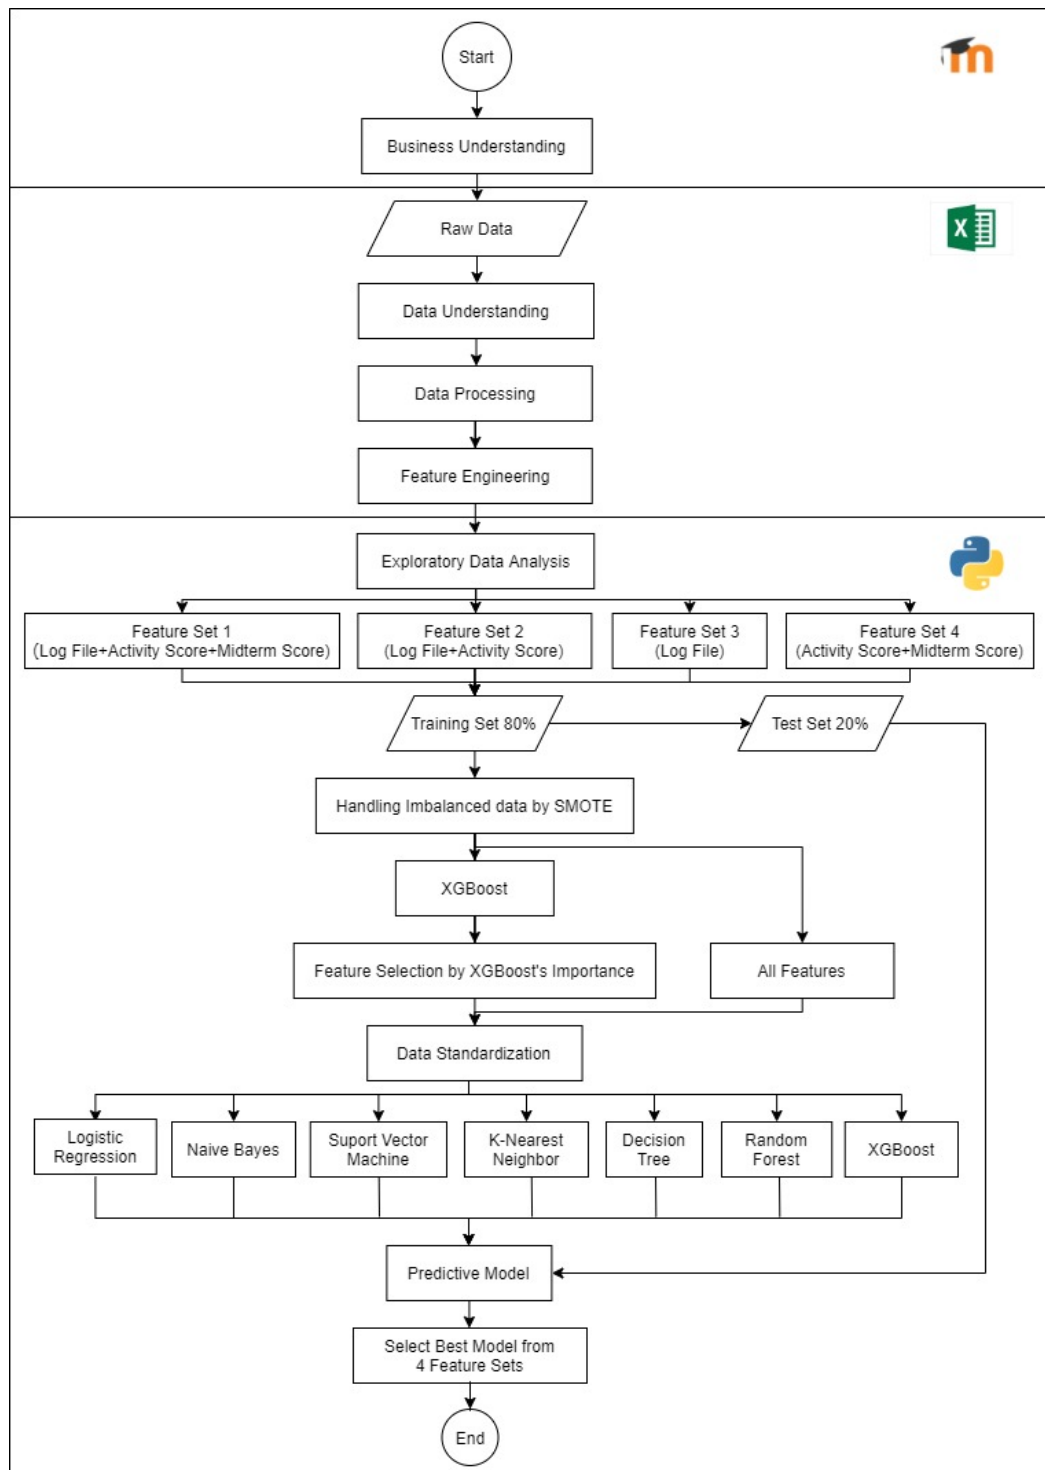 Start
Business Understanding
Raw Data
Data Understanding
Data Processing
Feature Engineering
Exploratory Data Analysis
Feature Set 1
(Log File+Activity Score+Midterm Score)
Feature Set 2
(Log File+Activity Score)
Feature Set 3
(Log File)
Feature Set 4
(Activity Score+Midterm Score)
Training Set 80%
Test Set 20%
Handling Imbalanced data by SMOTE
XGBoost
Feature Selection by XGBoost's Importance
All Features
Data Standardization
Logistic
Regression
Naive Bayes
Suport Vector
Machine
K-Nearest
Neighbor
Decision
Tree
Random
Forest
XGBoost
Predictive Model
Select Best Model from
4 Feature Sets
End